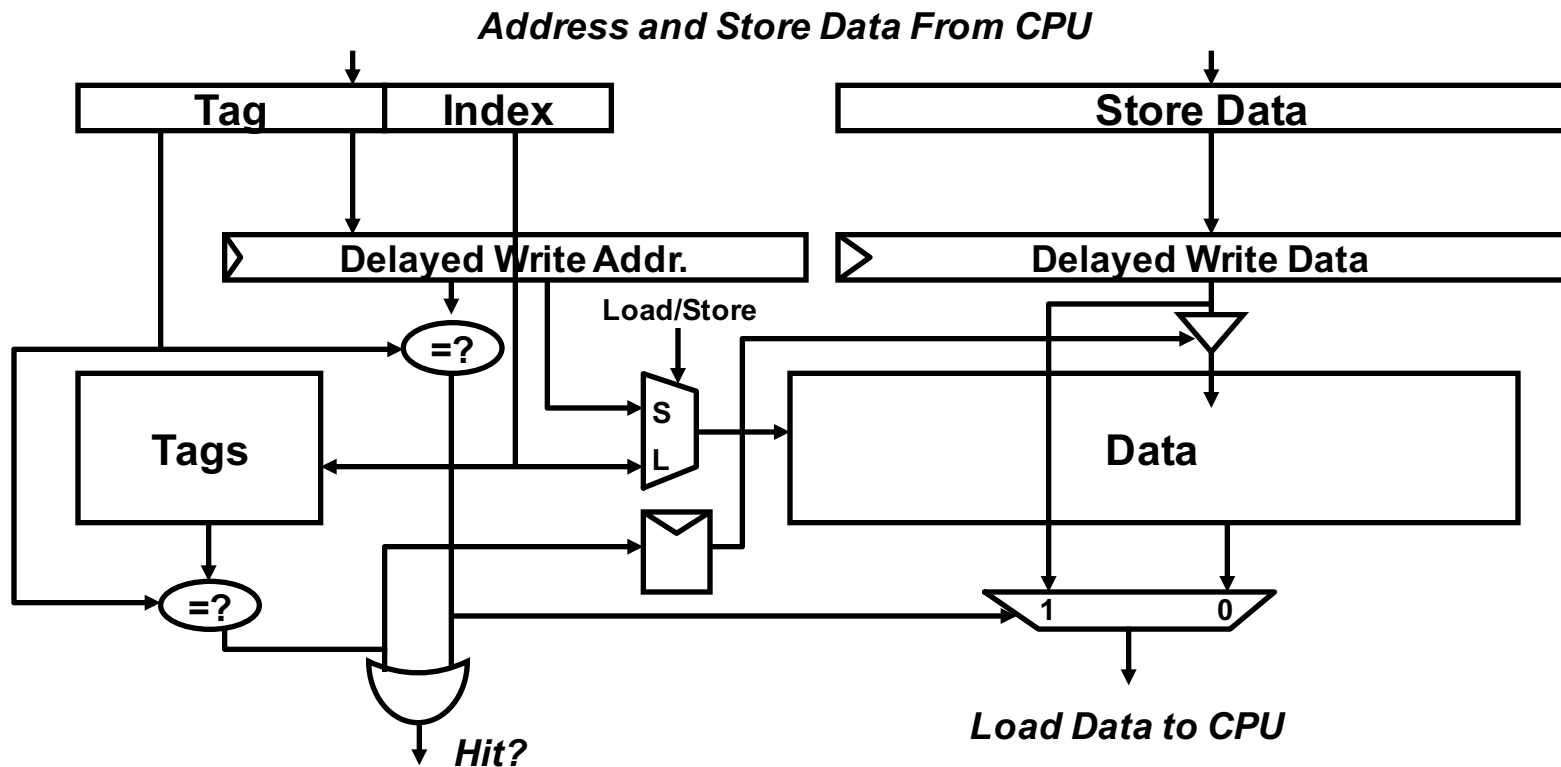 Address and Store Data From CPU
Tag Index Store Data
Delayed Write Addr. Delayed Write Data
Load/Store
=?
S
L
Tags Data
=?
1 0
Load Data to CPU
Hit?